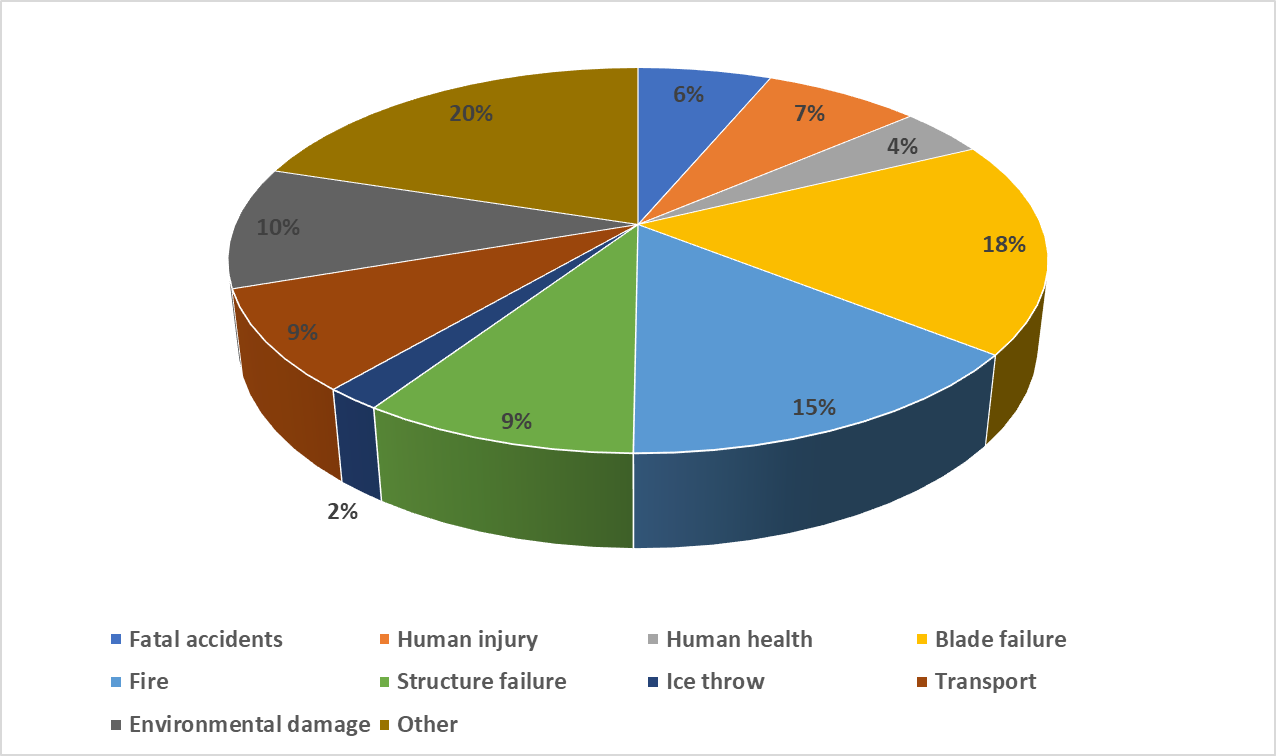 20%
6%
7%
4%
10%
18%
9%
15%
9%
2%
Fatal accidents
Human injury
Human health
Blade failure
Fire
Structure failure
Ice throw
Transport
Environmental damage
Other